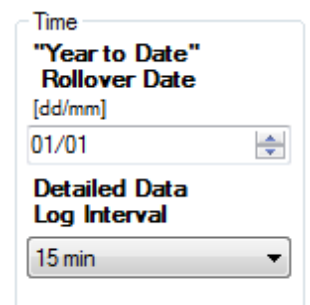 Time
"Year to Date"
Rollover Date
[dd/mm]
01/01
Detailed Data
Log Interval
15 min